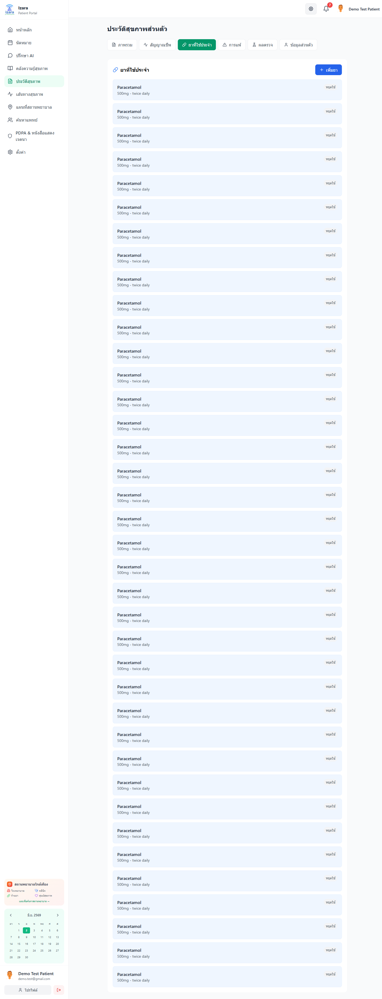 izara
Izara
Patient Portal
หน้าหลัก
นัดหมาย
ปรึกษา AI
คลังความรู้สุขภาพ
ประวัติสุขภาพ
เส้นทางสุขภาพ
แผนที่สถานพยาบาล
ค้นหาแพทย์
PDPA & หนังสือแสดง
เจตนา
ตั้งค่า
7
Demo Test Patient
ประวัติสุขภาพส่วนตัว
ภาพรวม
สัญญาณชีพ
ยาที่ใช้ประจำ
การแพ้
ผลตรวจ
ข้อมูลส่วนตัว
ยาที่ใช้ประจำ
+ เพิ่มยา
Paracetamol หยุดใช้
500mg - twice daily
Paracetamol หยุดใช้
500mg - twice daily
Paracetamol หยุดใช้
500mg - twice daily
Paracetamol หยุดใช้
500mg - twice daily
Paracetamol หยุดใช้
500mg - twice daily
Paracetamol หยุดใช้
500mg - twice daily
Paracetamol หยุดใช้
500mg - twice daily
Paracetamol หยุดใช้
500mg - twice daily
Paracetamol หยุดใช้
500mg - twice daily
Paracetamol หยุดใช้
500mg - twice daily
Paracetamol หยุดใช้
500mg - twice daily
Paracetamol หยุดใช้
500mg - twice daily
Paracetamol หยุดใช้
500mg - twice daily
Paracetamol หยุดใช้
500mg - twice daily
Paracetamol หยุดใช้
500mg - twice daily
Paracetamol หยุดใช้
500mg - twice daily
Paracetamol หยุดใช้
500mg - twice daily
Paracetamol หยุดใช้
500mg - twice daily
Paracetamol หยุดใช้
500mg - twice daily
Paracetamol หยุดใช้
500mg - twice daily
Paracetamol หยุดใช้
500mg - twice daily
Paracetamol หยุดใช้
500mg - twice daily
Paracetamol หยุดใช้
500mg - twice daily
Paracetamol หยุดใช้
500mg - twice daily
Paracetamol หยุดใช้
500mg - twice daily
Paracetamol หยุดใช้
500mg - twice daily
Paracetamol หยุดใช้
500mg - twice daily
Paracetamol หยุดใช้
500mg - twice daily
Paracetamol หยุดใช้
500mg - twice daily
Paracetamol หยุดใช้
500mg - twice daily
Paracetamol หยุดใช้
500mg - twice daily
Paracetamol หยุดใช้
500mg - twice daily
Paracetamol หยุดใช้
500mg - twice daily
Paracetamol หยุดใช้
500mg - twice daily
Paracetamol หยุดใช้
500mg - twice daily
Paracetamol หยุดใช้
500mg - twice daily
Paracetamol หยุดใช้
500mg - twice daily
Paracetamol หยุดใช้
500mg - twice daily
สถานพยาบาลใกล้เคียง
โรงพยาบาล คลินิก
ร้านยา ศูนย์สุขภาพ
แตะเพื่อค้นหาสถานพยาบาล →
มิ.ย. 2569
อา จ อ พ พฤ ศ ส
1 2 3 4 5 6
7 8 9 10 11 12 13
14 15 16 17 18 19 20
21 22 23 24 25 26 27
28 29 30
Demo Test Patient
demo.test@gmail.com
โปรไฟล์